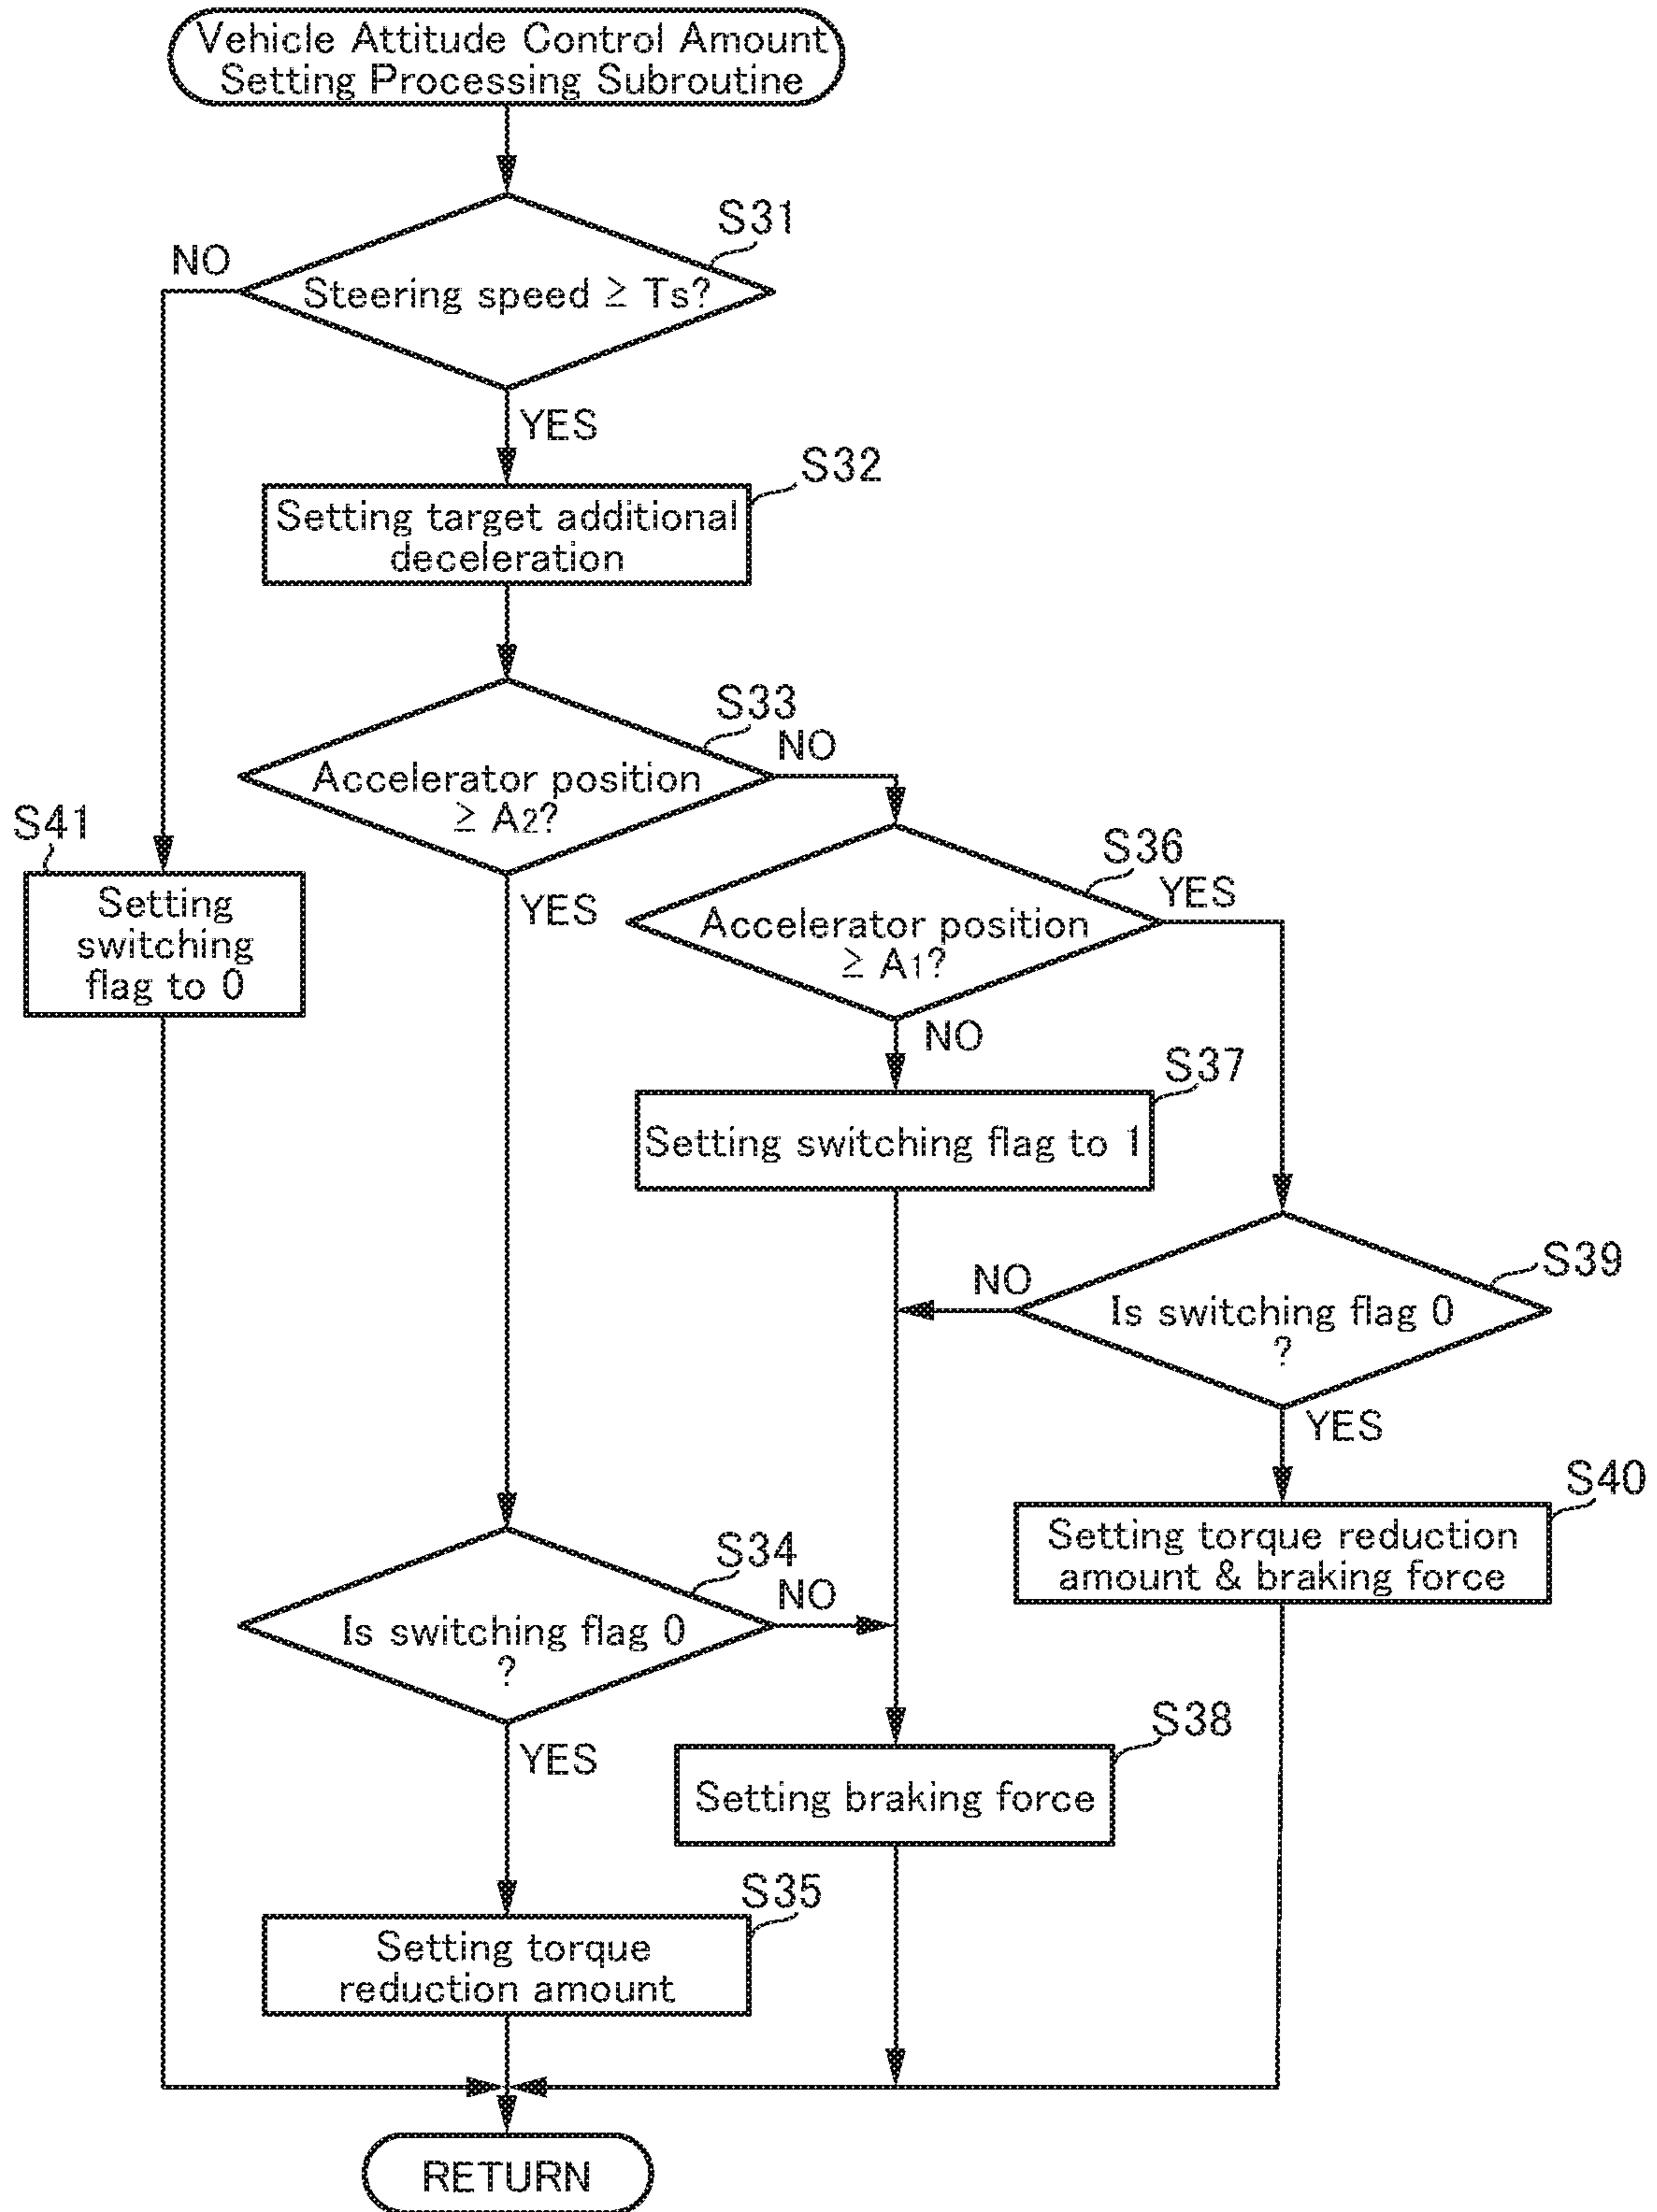 Vehicle Attitude Control Amount
Setting Processing Subroutine
S31
NO
Steering speed ≥ Ts?
YES
S32
Setting target additional
deceleration
S33
NO
Accelerator position
≥ A2?
YES
S41
Setting
switching
flag to 0
S36
YES
Accelerator position
≥ A1?
NO
S37
Setting switching flag to 1
S39
NO
Is switching flag 0
?
YES
S40
Setting torque reduction
amount & braking force
S34
NO
Is switching flag 0
?
YES
S38
Setting braking force
S35
Setting torque
reduction amount
RETURN